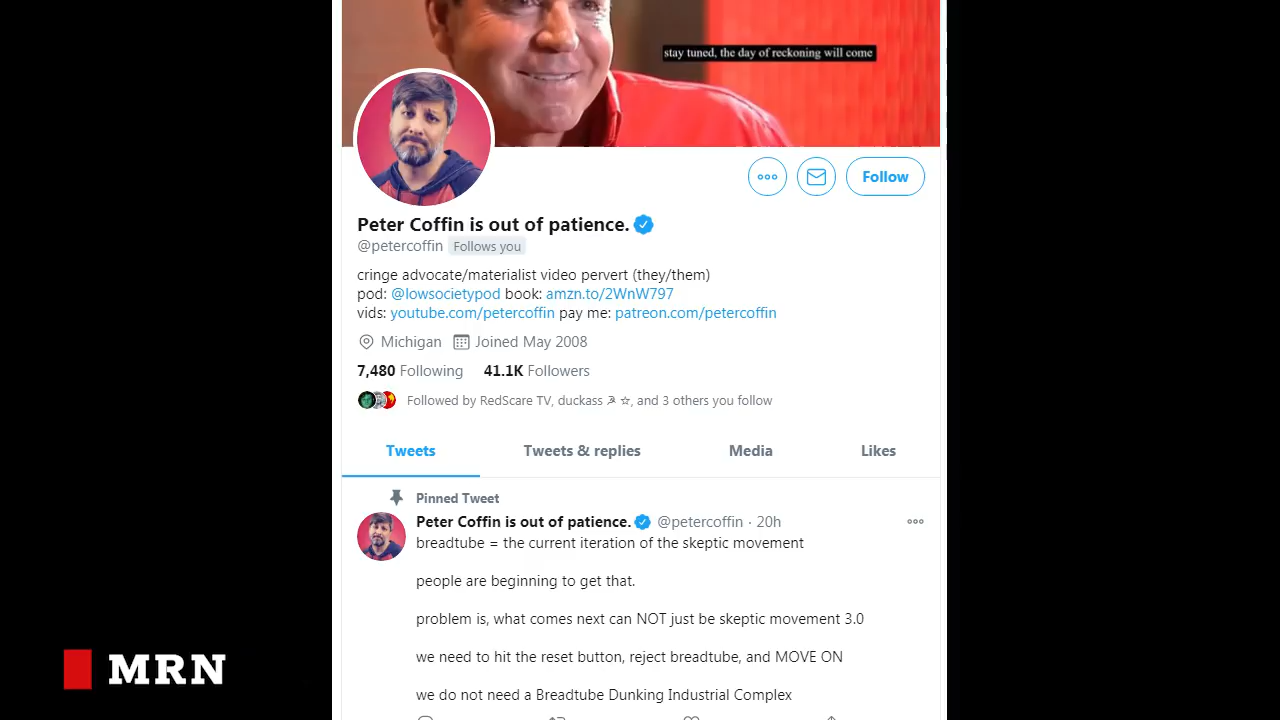 stay tuned, the day of reckoning will come
Follow
Peter Coffin is out of patience.
@petercoffin Follows you
cringe advocate/materialist video pervert (they/them)
pod: @lowsocietypod book: amzn.to/2WnW797
vids: youtube.com/petercoffin pay me: patreon.com/petercoffin
Michigan Joined May 2008
7,480 Following 41.1K Followers
Followed by RedScare TV, duckass ☭ ☆, and 3 others you follow
Tweets Tweets & replies Media Likes
Pinned Tweet
Peter Coffin is out of patience. @petercoffin · 20h
breadtube = the current iteration of the skeptic movement
people are beginning to get that.
problem is, what comes next can NOT just be skeptic movement 3.0
we need to hit the reset button, reject breadtube, and MOVE ON
we do not need a Breadtube Dunking Industrial Complex
MRN